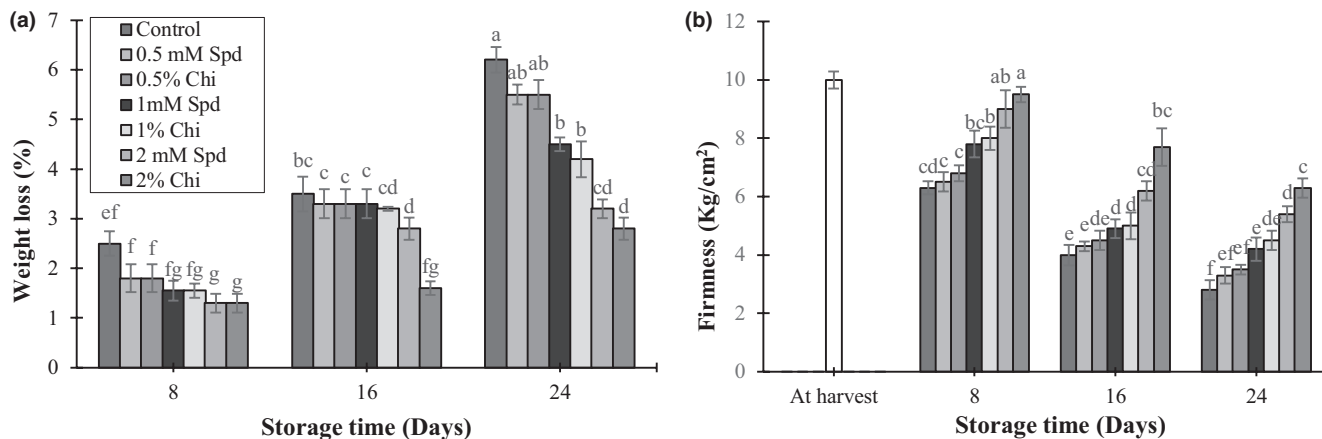 (a)
7
6
5
4
3
2
1
0
Weight loss (%)
Control
0.5 mM Spd
0.5% Chi
1mM Spd
1% Chi
2 mM Spd
2% Chi
ef f f fg fg g g
bc c c c cd d fg
a ab ab b b cd d
8 16 24
Storage time (Days)
(b)
12
10
8
6
4
2
0
Firmness (Kg/cm²)
cd c c bc b ab a
e e de d d cd bc
f ef ef e de d c
At harvest 8 16 24
Storage time (Days)